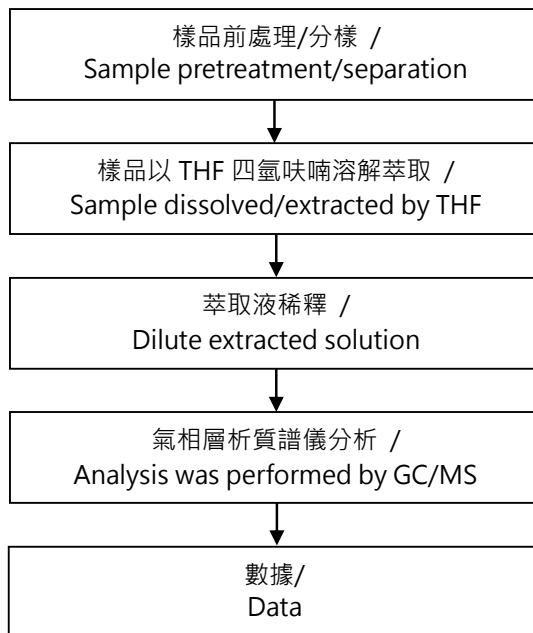 樣品前處理/分樣 /
Sample pretreatment/separation
樣品以 THF 四氫呋喃溶解萃取 /
Sample dissolved/extracted by THF
萃取液稀釋 /
Dilute extracted solution
氣相層析質譜儀分析 /
Analysis was performed by GC/MS
數據/
Data